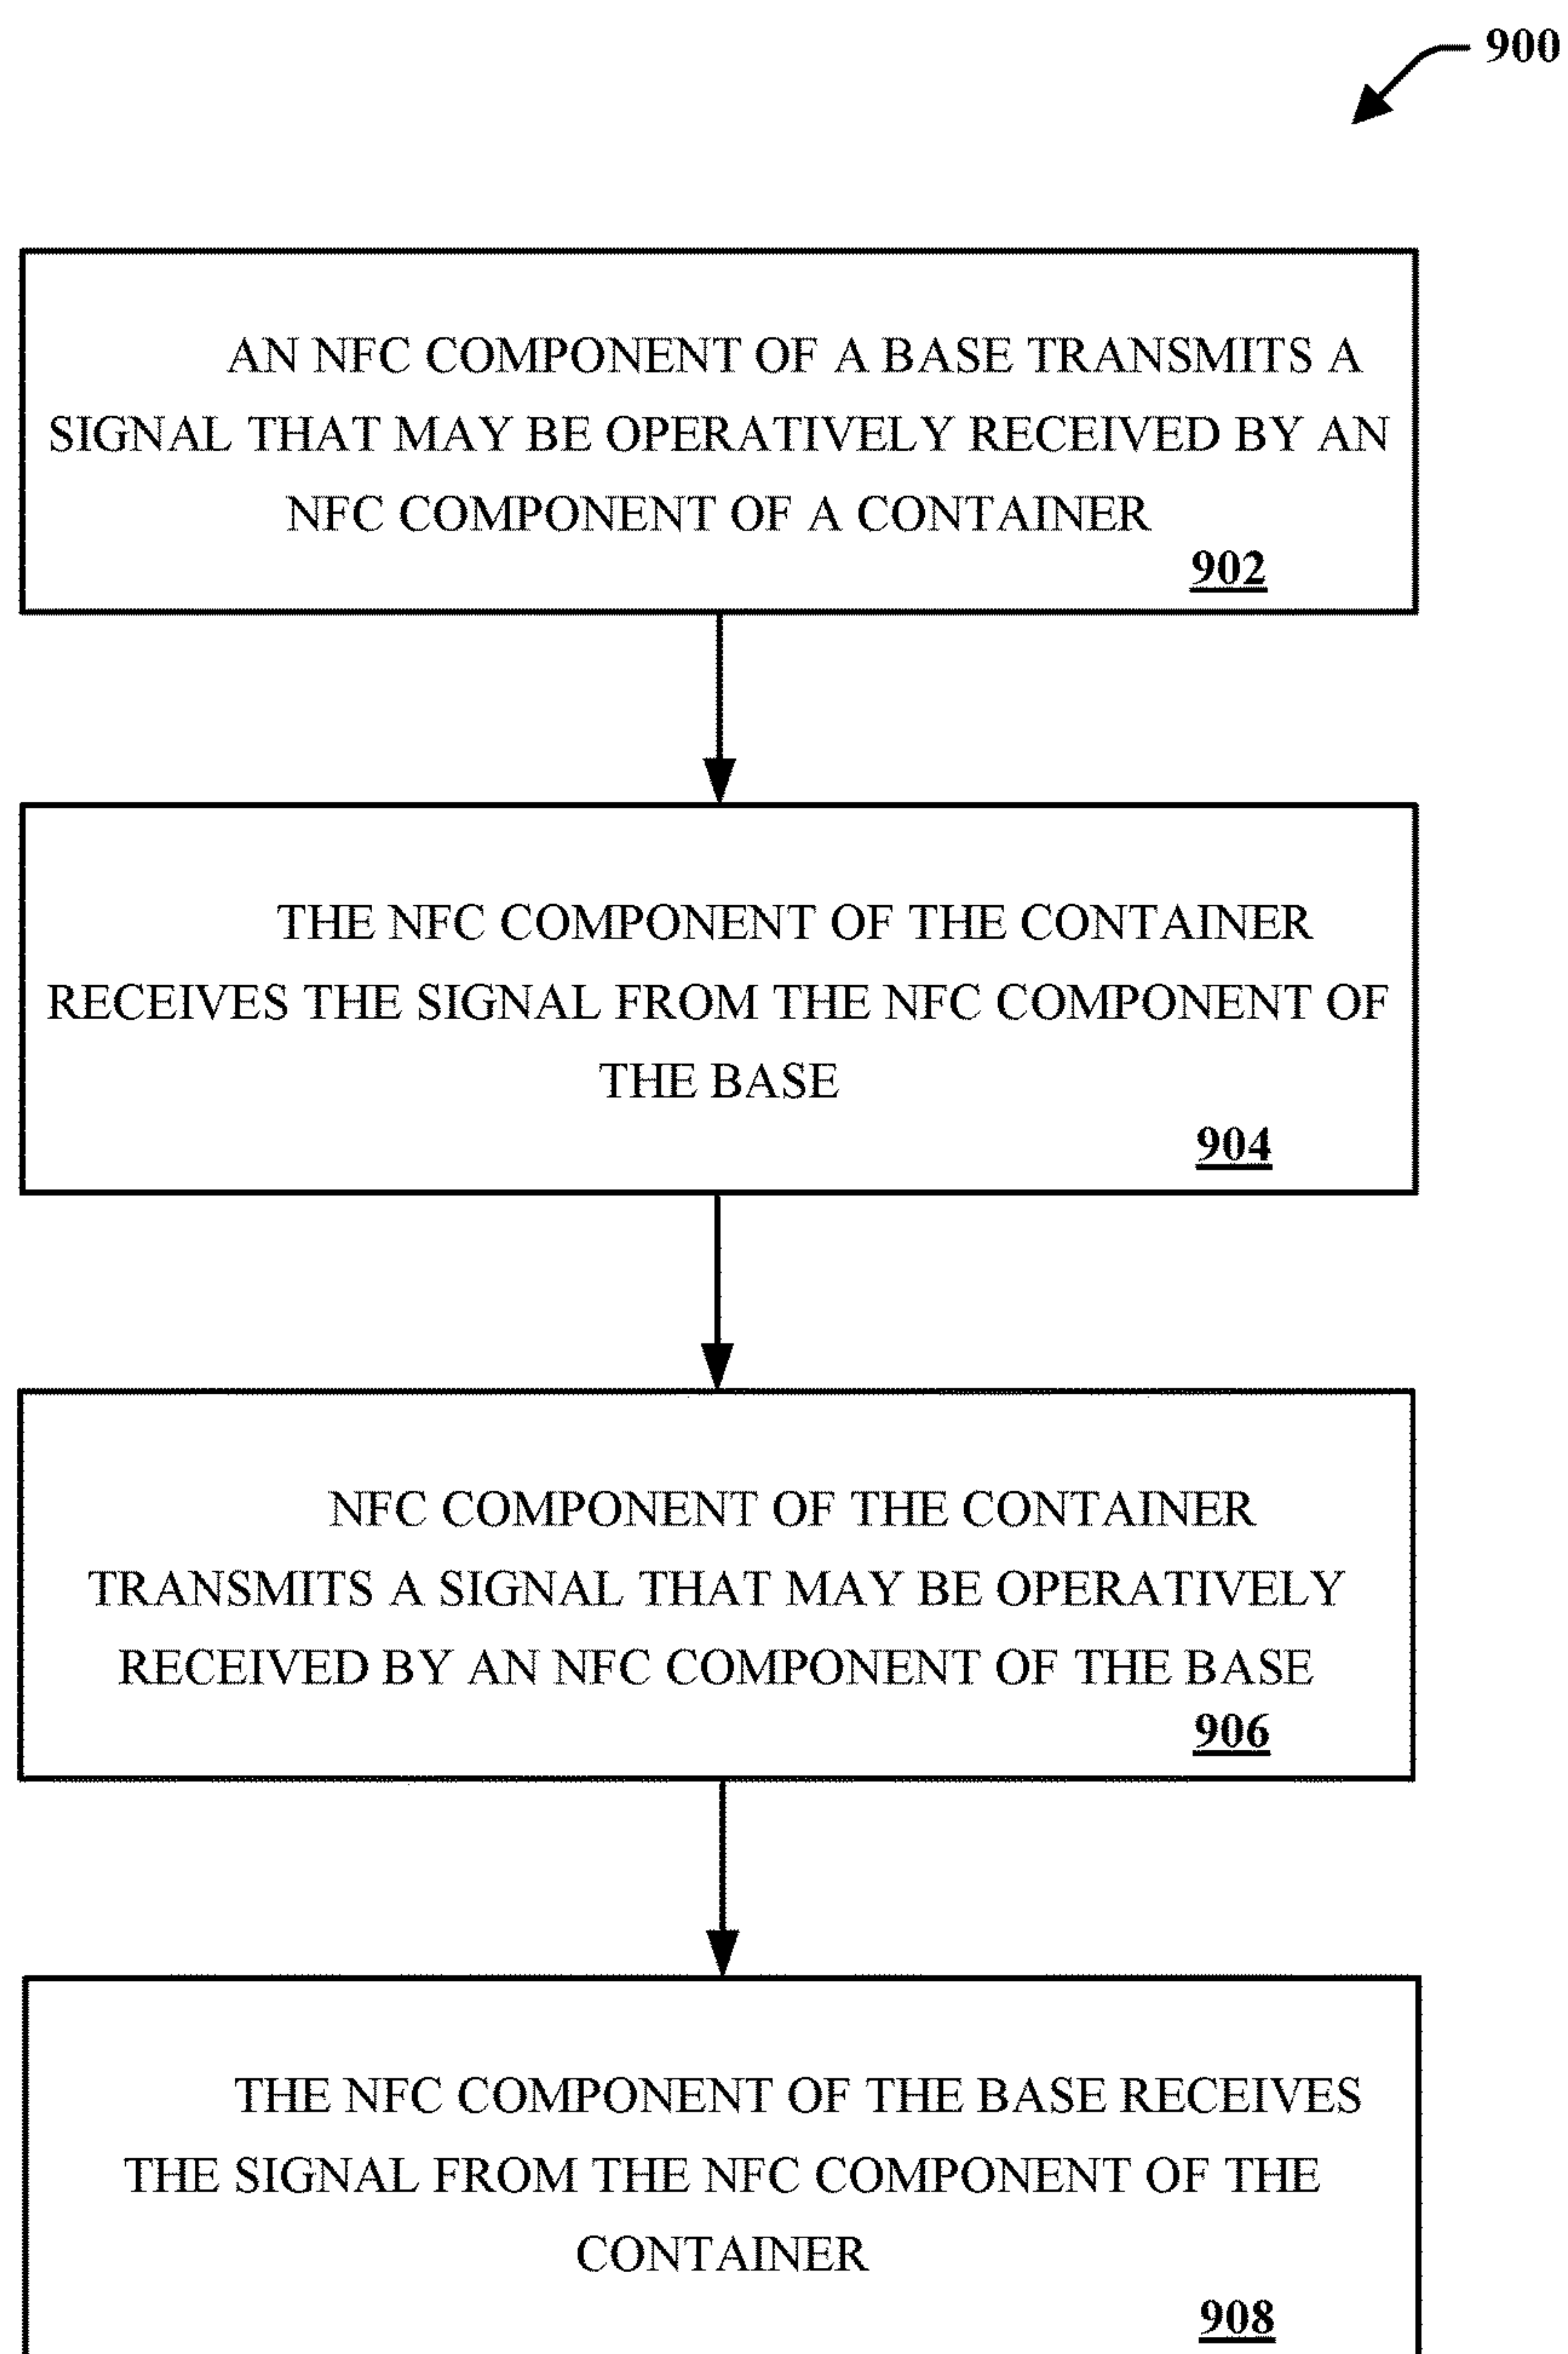 900
AN NFC COMPONENT OF A BASE TRANSMITS A
SIGNAL THAT MAY BE OPERATIVELY RECEIVED BY AN
NFC COMPONENT OF A CONTAINER
902
THE NFC COMPONENT OF THE CONTAINER
RECEIVES THE SIGNAL FROM THE NFC COMPONENT OF
THE BASE
904
NFC COMPONENT OF THE CONTAINER
TRANSMITS A SIGNAL THAT MAY BE OPERATIVELY
RECEIVED BY AN NFC COMPONENT OF THE BASE
906
THE NFC COMPONENT OF THE BASE RECEIVES
THE SIGNAL FROM THE NFC COMPONENT OF THE
CONTAINER
908